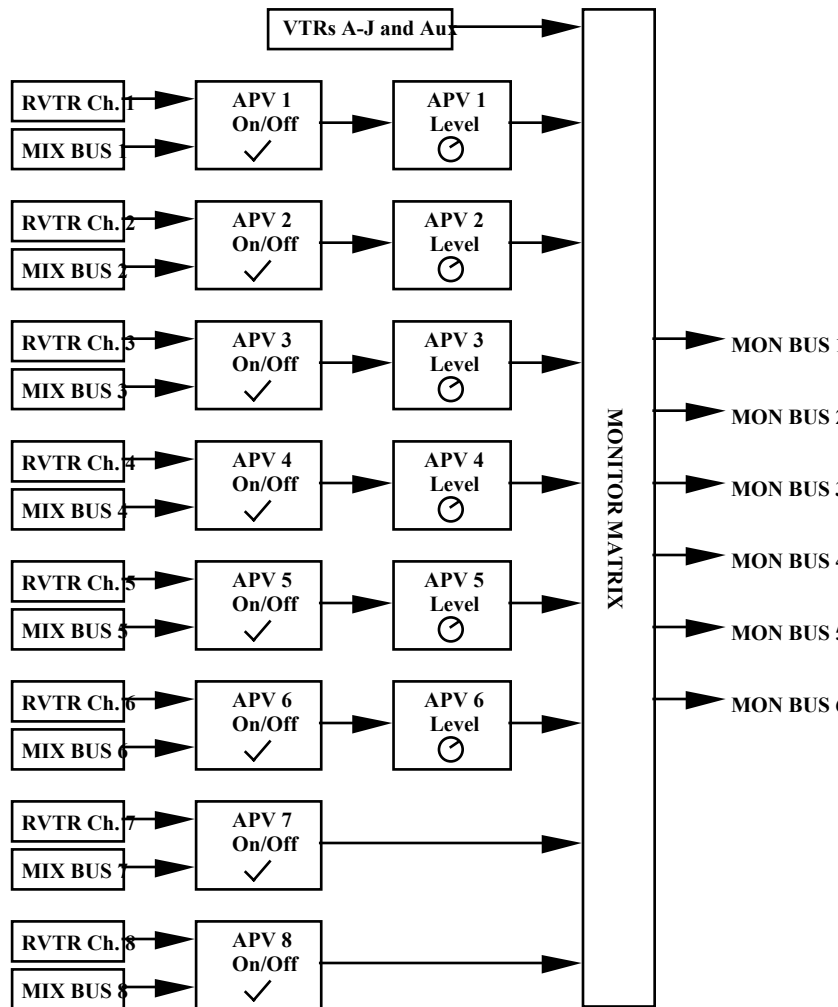 VTRs A-J and Aux
RVTR Ch. 1
MIX BUS 1
APV 1
On/Off
APV 1
Level
RVTR Ch. 2
MIX BUS 2
APV 2
On/Off
APV 2
Level
RVTR Ch. 3
MIX BUS 3
APV 3
On/Off
APV 3
Level
RVTR Ch. 4
MIX BUS 4
APV 4
On/Off
APV 4
Level
RVTR Ch. 5
MIX BUS 5
APV 5
On/Off
APV 5
Level
RVTR Ch. 6
MIX BUS 6
APV 6
On/Off
APV 6
Level
RVTR Ch. 7
MIX BUS 7
APV 7
On/Off
RVTR Ch. 8
MIX BUS 8
APV 8
On/Off
MONITOR MATRIX
MON BUS 1
MON BUS 2
MON BUS 3
MON BUS 4
MON BUS 5
MON BUS 6